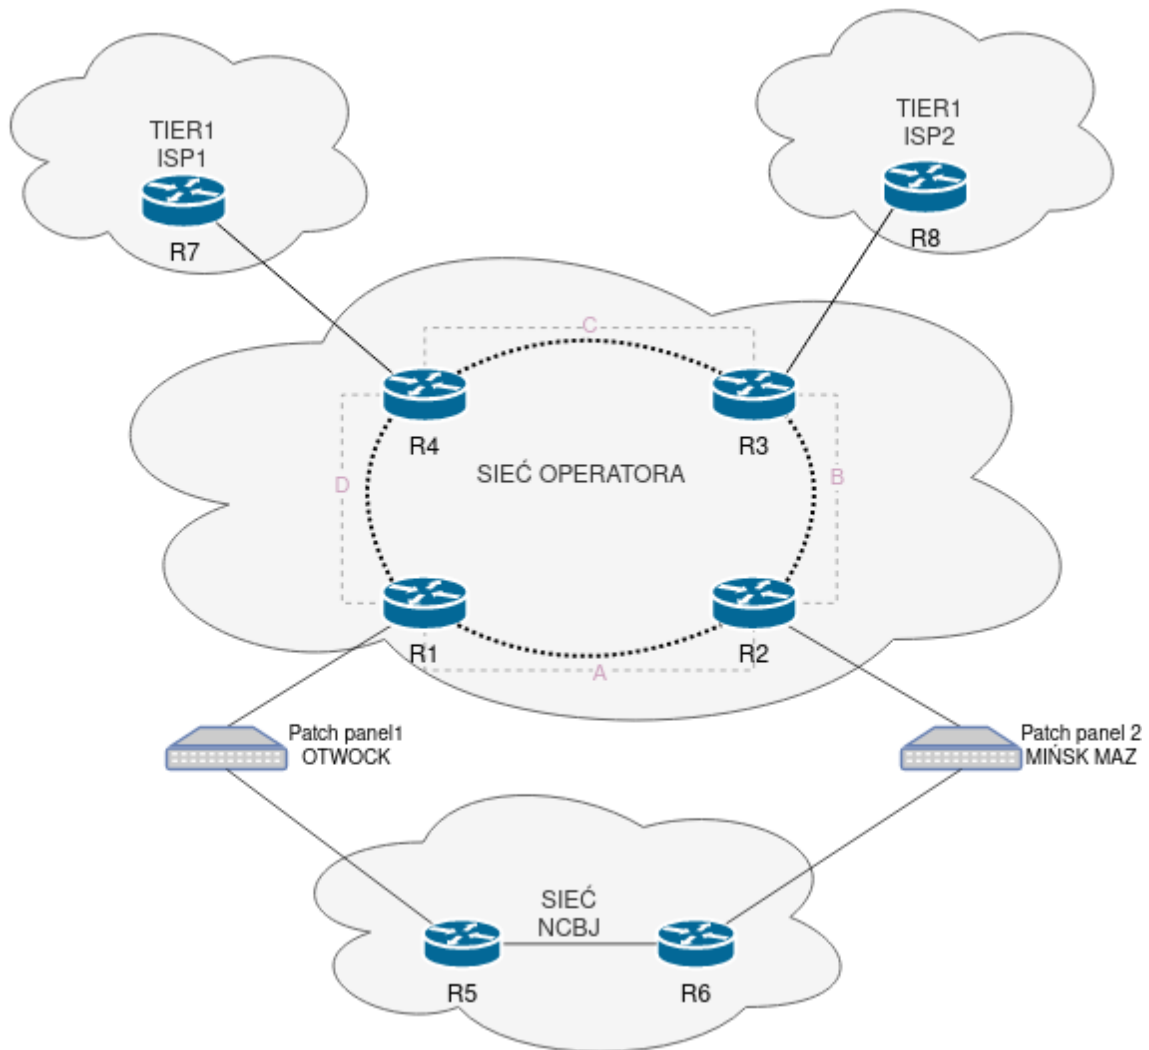 TIER1
ISP1
R7
TIER1
ISP2
R8
C
R4
R3
SIEĆ OPERATORA
D
B
R1
R2
A
Patch panel1
OTWOCK
Patch panel 2
MIŃSK MAZ
SIEĆ
NCBJ
R5
R6